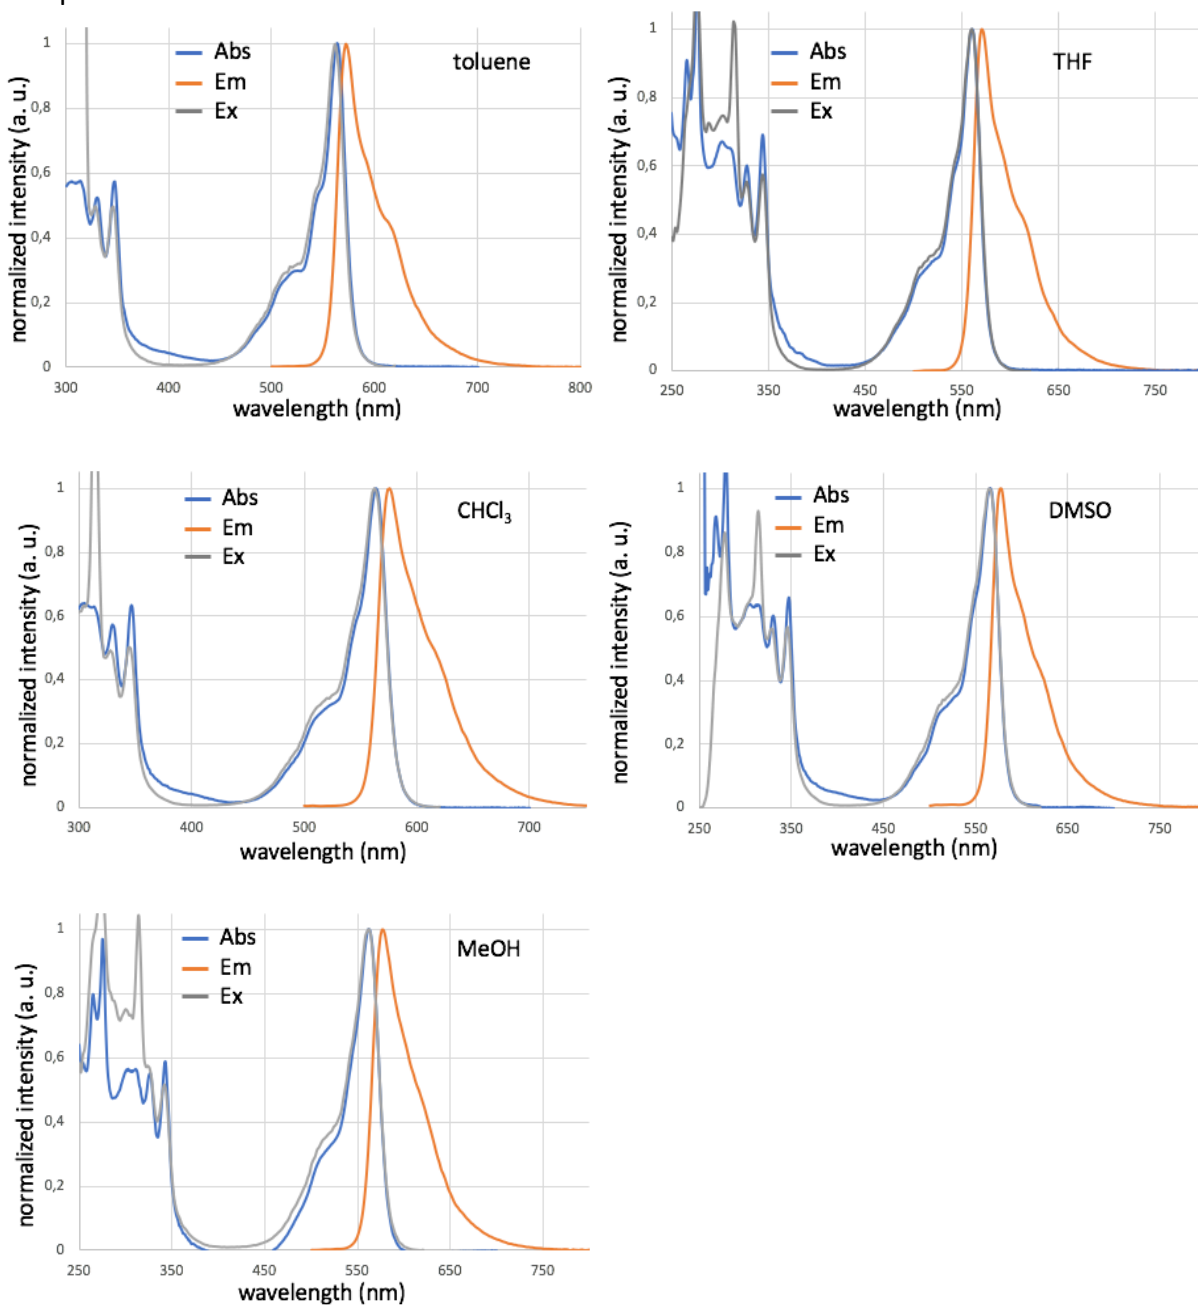 toluene
Abs
Em
Ex
normalized intensity (a. u.)
1
0,8
0,6
0,4
0,2
0
300 400 500 600 700 800
wavelength (nm)
THF
Abs
Em
Ex
normalized intensity (a. u.)
1
0,8
0,6
0,4
0,2
0
250 350 450 550 650 750
wavelength (nm)
CHCl3
Abs
Em
Ex
normalized intensity (a. u.)
1
0,8
0,6
0,4
0,2
0
300 400 500 600 700
wavelength (nm)
DMSO
Abs
Em
Ex
normalized intensity (a. u.)
1
0,8
0,6
0,4
0,2
0
250 350 450 550 650 750
wavelength (nm)
MeOH
Abs
Em
Ex
normalized intensity (a. u.)
1
0,8
0,6
0,4
0,2
0
250 350 450 550 650 750
wavelength (nm)